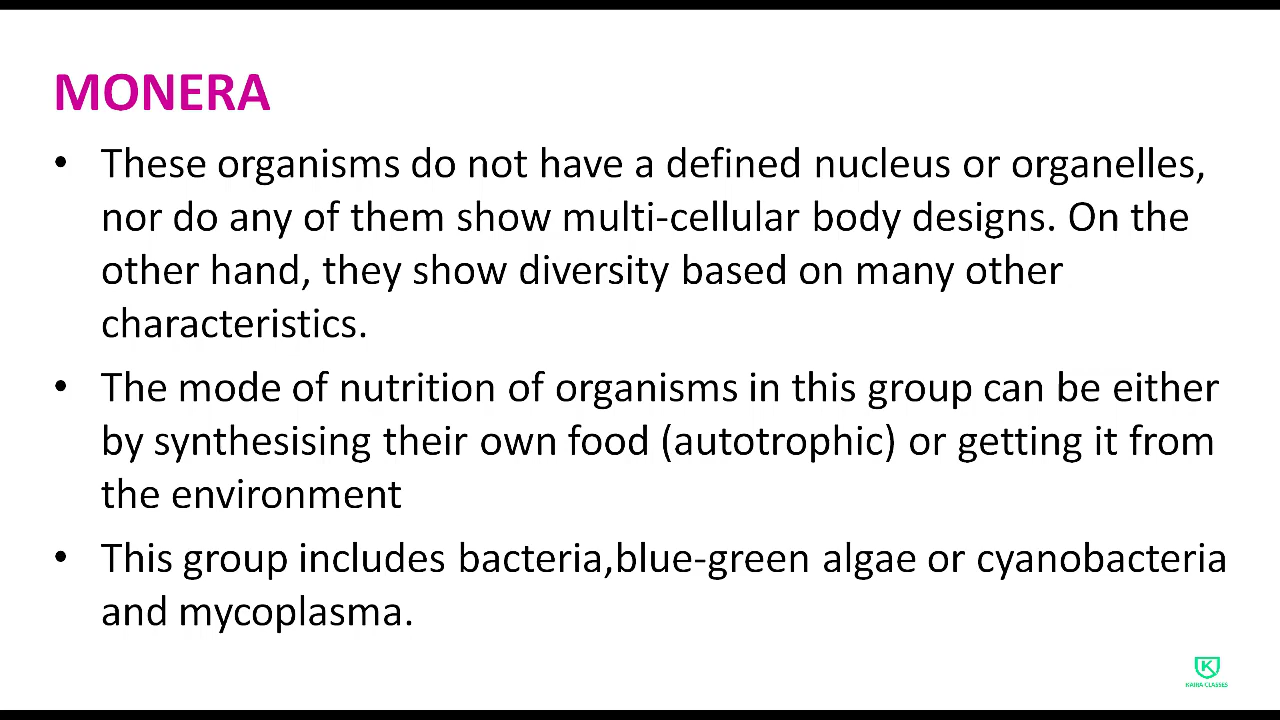 MONERA
• These organisms do not have a defined nucleus or organelles,
nor do any of them show multi-cellular body designs. On the
other hand, they show diversity based on many other
characteristics.
• The mode of nutrition of organisms in this group can be either
by synthesising their own food (autotrophic) or getting it from
the environment
• This group includes bacteria,blue-green algae or cyanobacteria
and mycoplasma.
K
CLASSES